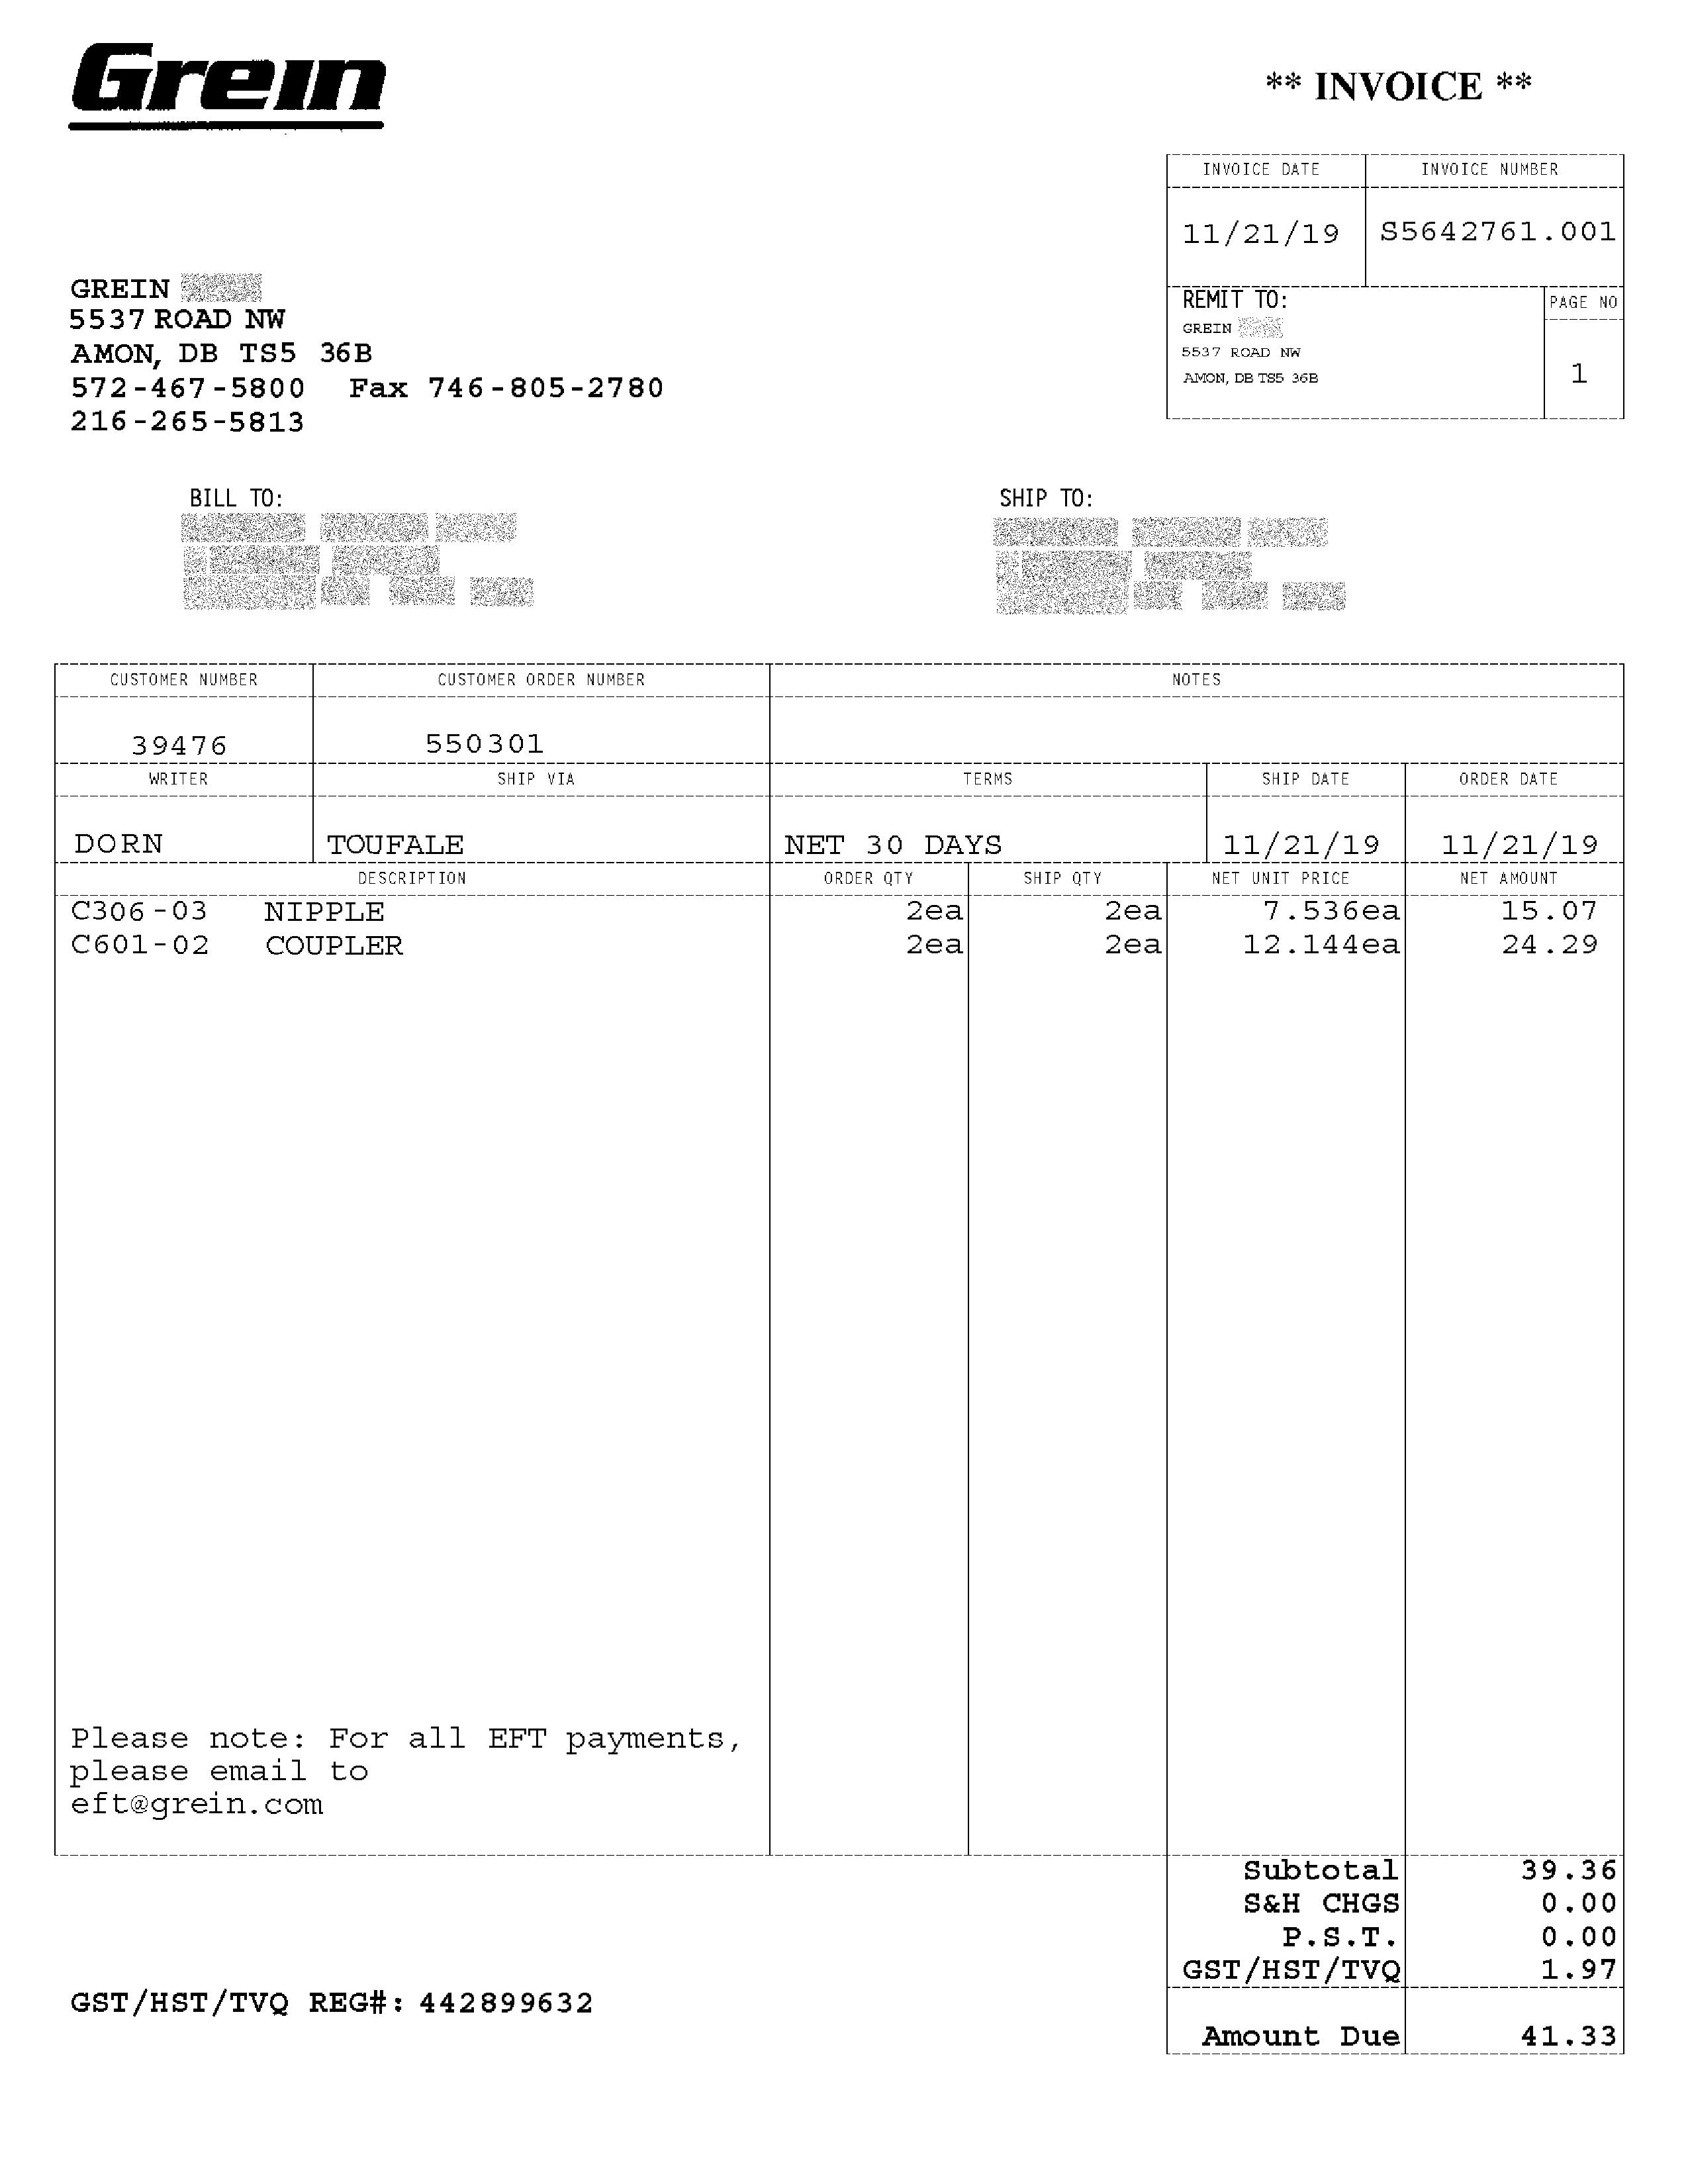 Grein
** INVOICE **
INVOICE DATE INVOICE NUMBER
11/21/19 S5642761.001
GREIN
5537 ROAD NW
AMON, DB TS5 36B
572-467-5800 Fax 746-805-2780
216-265-5813
REMIT TO: PAGE NO
GREIN
5537 ROAD NW
AMON, DB TS5 36B
1
BILL TO: SHIP TO:
CUSTOMER NUMBER CUSTOMER ORDER NUMBER NOTES
39476 550301
WRITER SHIP VIA TERMS SHIP DATE ORDER DATE
DORN TOUFALE NET 30 DAYS 11/21/19 11/21/19
DESCRIPTION ORDER QTY SHIP QTY NET UNIT PRICE NET AMOUNT
C306-03 NIPPLE 2ea 2ea 7.536ea 15.07
C601-02 COUPLER 2ea 2ea 12.144ea 24.29
Please note: For all EFT payments,
please email to
eft@grein.com
Subtotal 39.36
S&H CHGS 0.00
P.S.T. 0.00
GST/HST/TVQ 1.97
GST/HST/TVQ REG#: 442899632
Amount Due 41.33